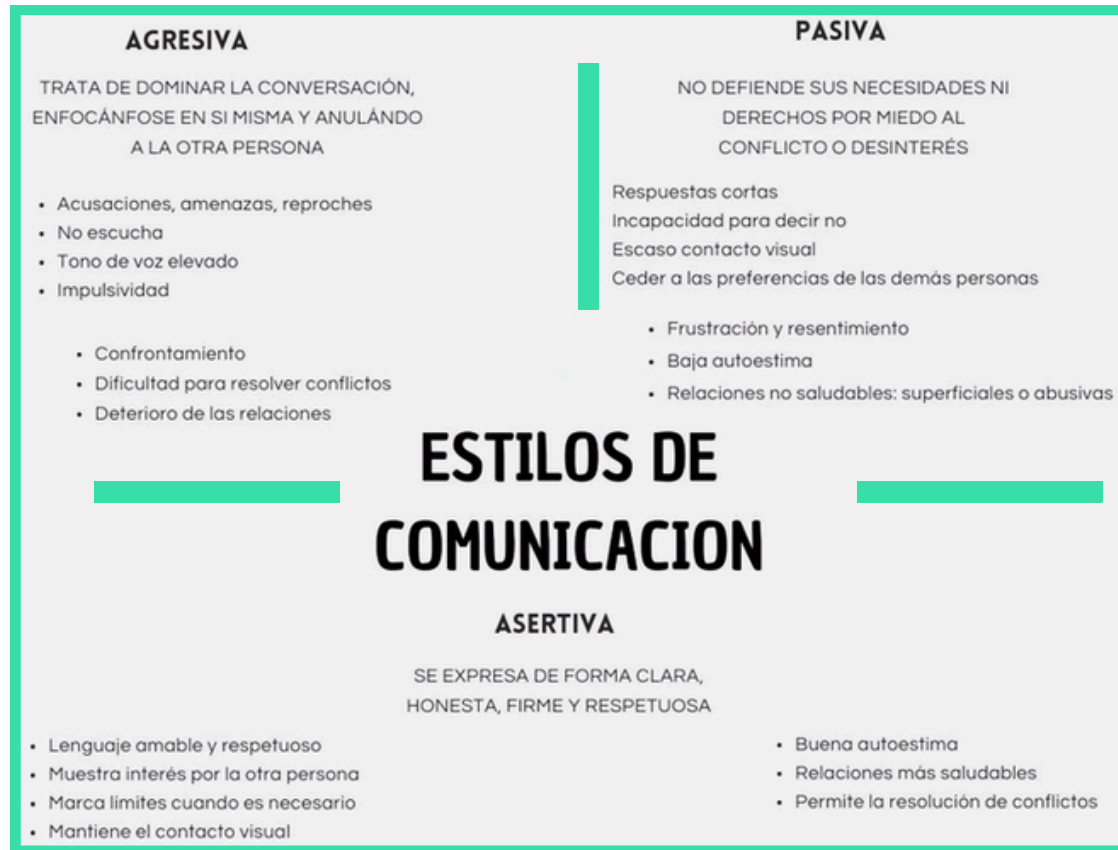 AGRESIVA
TRATA DE DOMINAR LA CONVERSACIÓN,
ENFOCÁNFOSE EN SI MISMA Y ANULÁNDO
A LA OTRA PERSONA
• Acusaciones, amenazas, reproches
• No escucha
• Tono de voz elevado
• Impulsividad
• Confrontamiento
• Dificultad para resolver conflictos
• Deterioro de las relaciones
PASIVA
NO DEFIENDE SUS NECESIDADES NI
DERECHOS POR MIEDO AL
CONFLICTO O DESINTERÉS
Respuestas cortas
Incapacidad para decir no
Escaso contacto visual
Ceder a las preferencias de las demás personas
• Frustración y resentimiento
• Baja autoestima
• Relaciones no saludables: superficiales o abusivas
ESTILOS DE
COMUNICACION
ASERTIVA
SE EXPRESA DE FORMA CLARA,
HONESTA, FIRME Y RESPETUOSA
• Lenguaje amable y respetuoso
• Muestra interés por la otra persona
• Marca límites cuando es necesario
• Mantiene el contacto visual
• Buena autoestima
• Relaciones más saludables
• Permite la resolución de conflictos